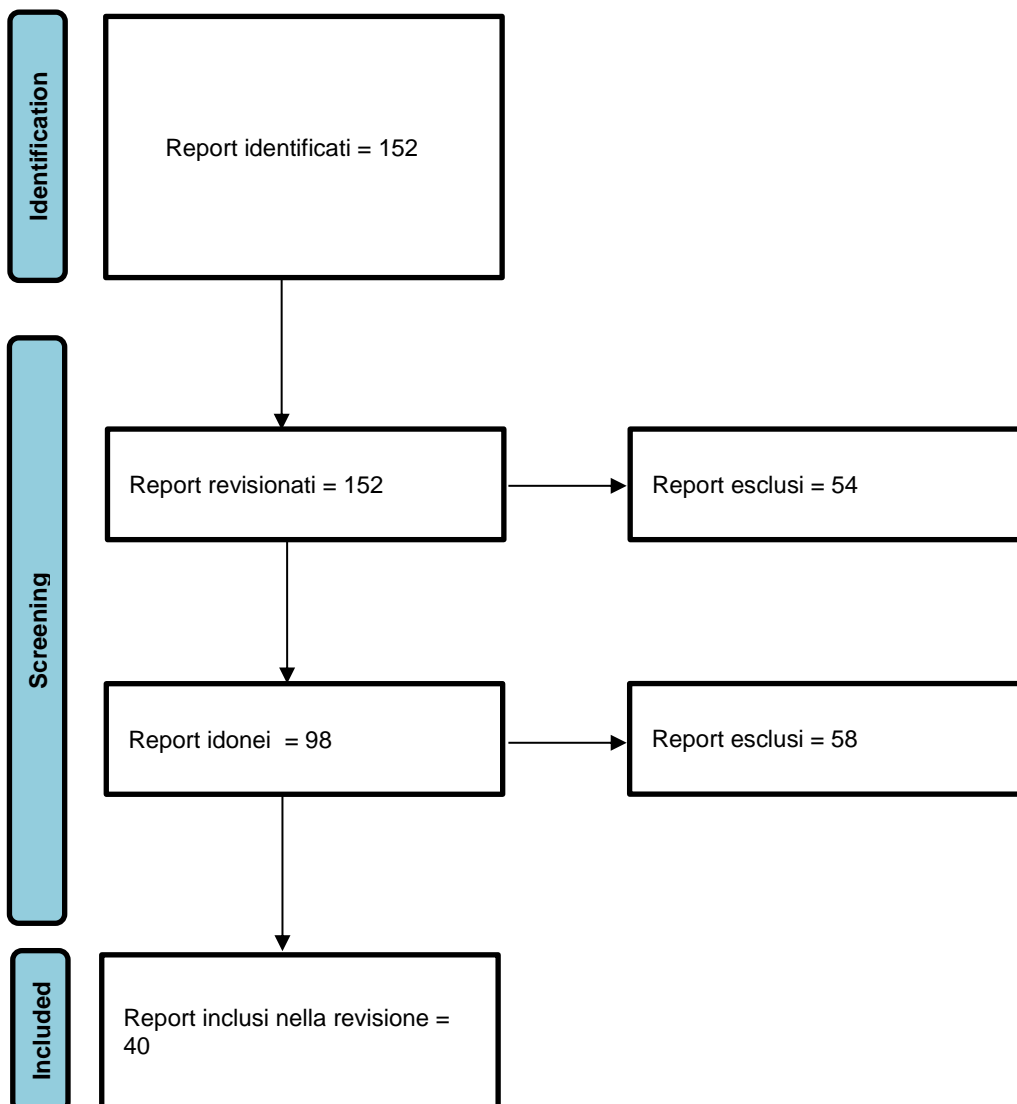 Identification
Report identificati = 152
Screening
Report revisionati = 152
Report esclusi = 54
Report idonei  = 98
Report esclusi = 58
Included
Report inclusi nella revisione =
40